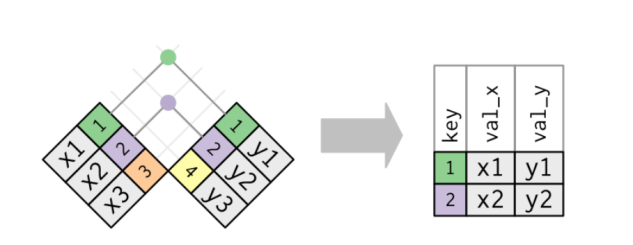 1 x1
2 x2
3 x3
1 y1
2 y2
4 y3
key val_x val_y
1 x1 y1
2 x2 y2